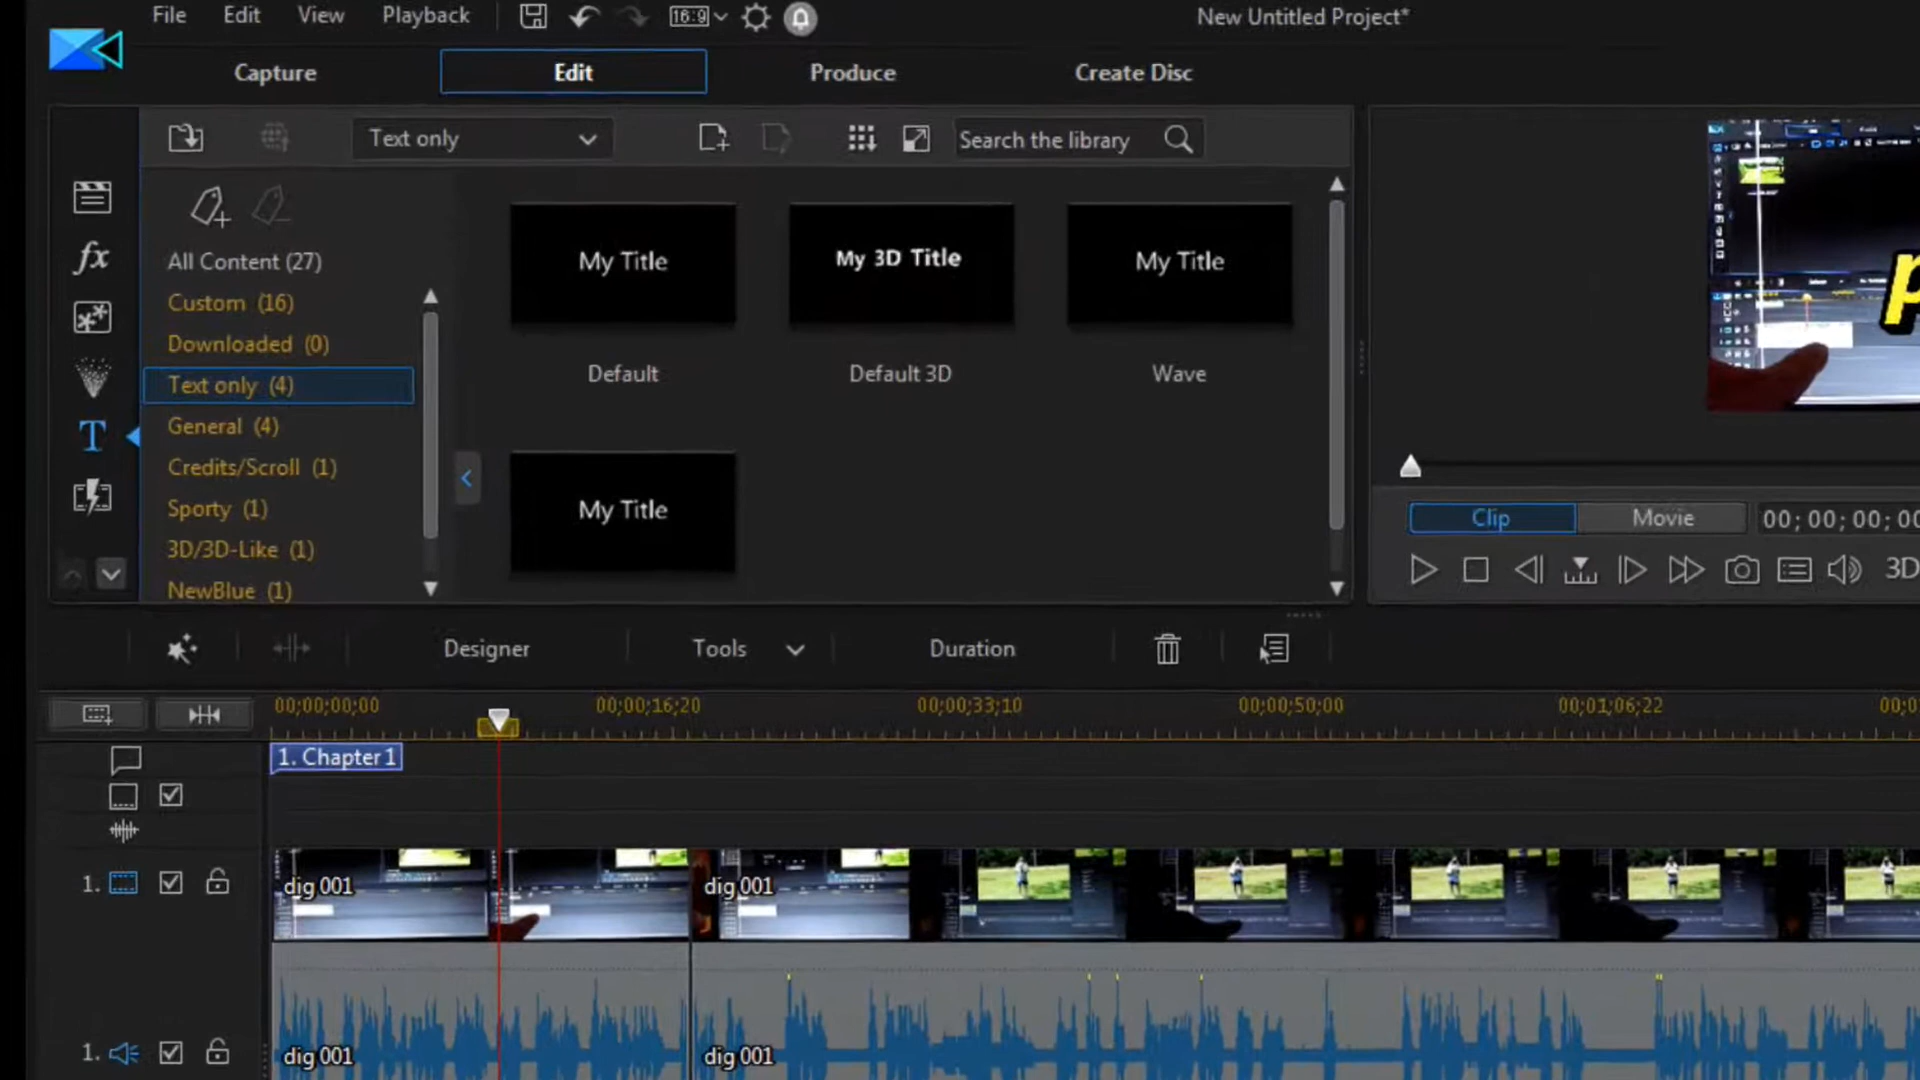 File Edit View Playback 16:9 New Untitled Project*
Capture Edit Produce Create Disc
Text only Search the library
All Content (27)
Custom (16)
Downloaded (0)
Text only (4)
General (4)
Credits/Scroll (1)
Sporty (1)
3D/3D-Like (1)
NewBlue (1)
My Title My 3D Title My Title
Default Default 3D Wave
My Title
p
Clip Movie 00;00;00;00
3D
Designer Tools Duration
00;00;00;00 00;00;16;20 00;00;33;10 00;00;50;00 00;01;06;22 00;0
1. Chapter 1
1. dig 001 dig 001
1. dig 001 dig 001